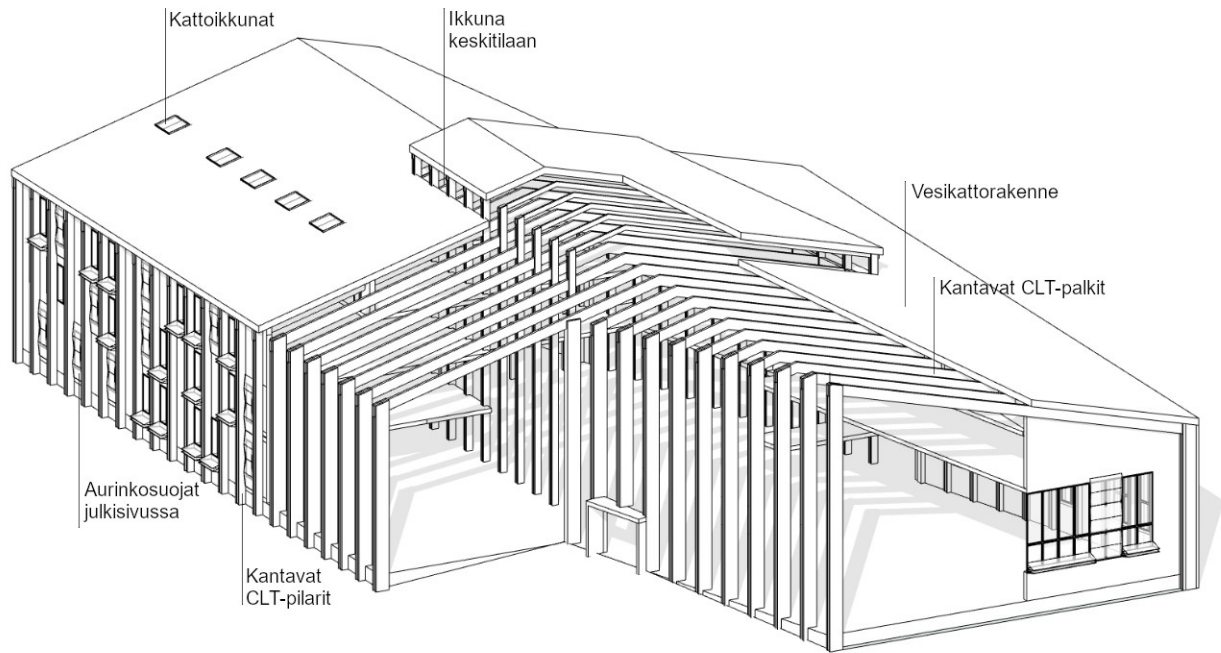 Kattoikkunat
Ikkuna
keskitilaan
Vesikattorakenne
Kantavat CLT-palkit
Aurinkosuojat
julkisivussa
Kantavat
CLT-pilarit